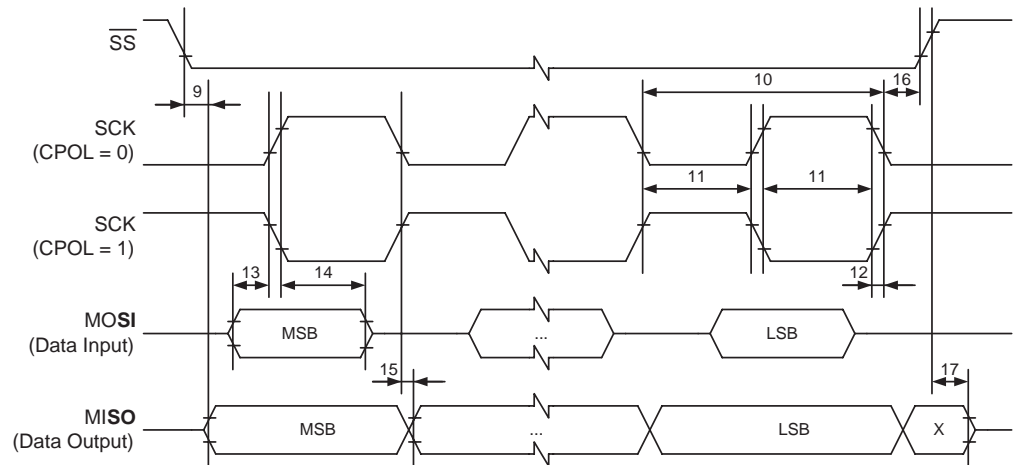 SS
9
10
16
SCK
(CPOL = 0)
11
11
SCK
(CPOL = 1)
13
14
12
MOSI
(Data Input)
MSB
...
LSB
15
17
MISO
(Data Output)
MSB
...
LSB
X